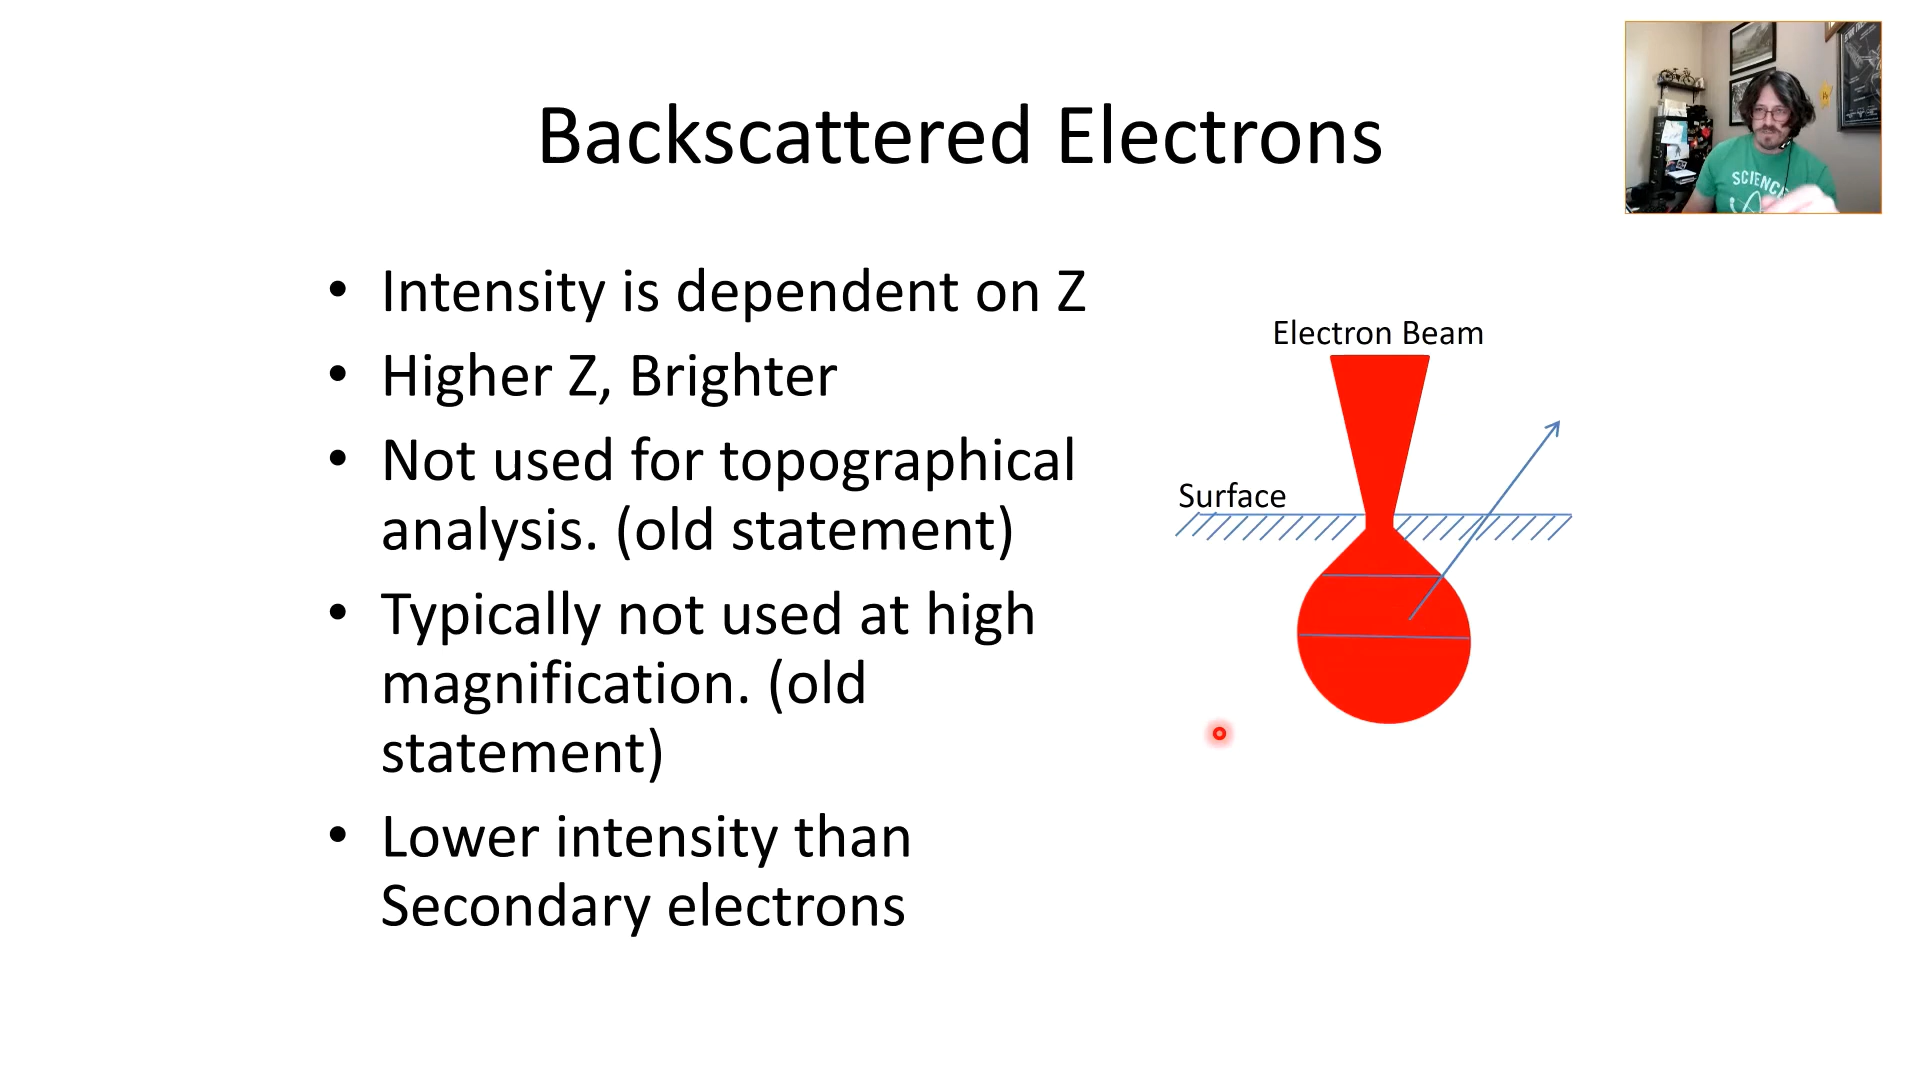 Backscattered Electrons
• Intensity is dependent on Z
• Higher Z, Brighter
• Not used for topographical
analysis. (old statement)
• Typically not used at high
magnification. (old
statement)
• Lower intensity than
Secondary electrons
Electron Beam
Surface
SCIENCE